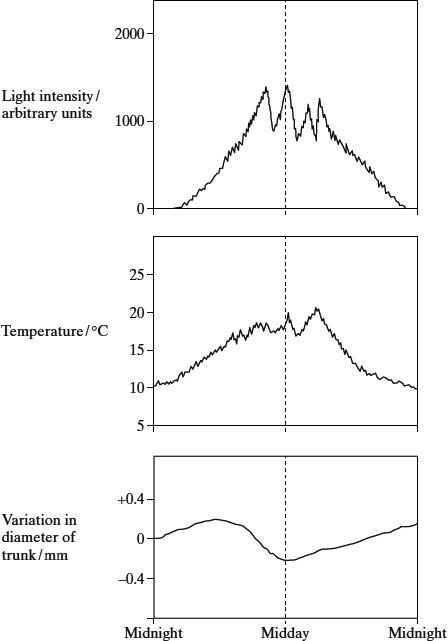 2000
Light intensity /
arbitrary units
1000
0
25
20
Temperature / °C
15
10
5
+0.4
Variation in
diameter of
trunk / mm
0
−0.4
Midnight Midday Midnight